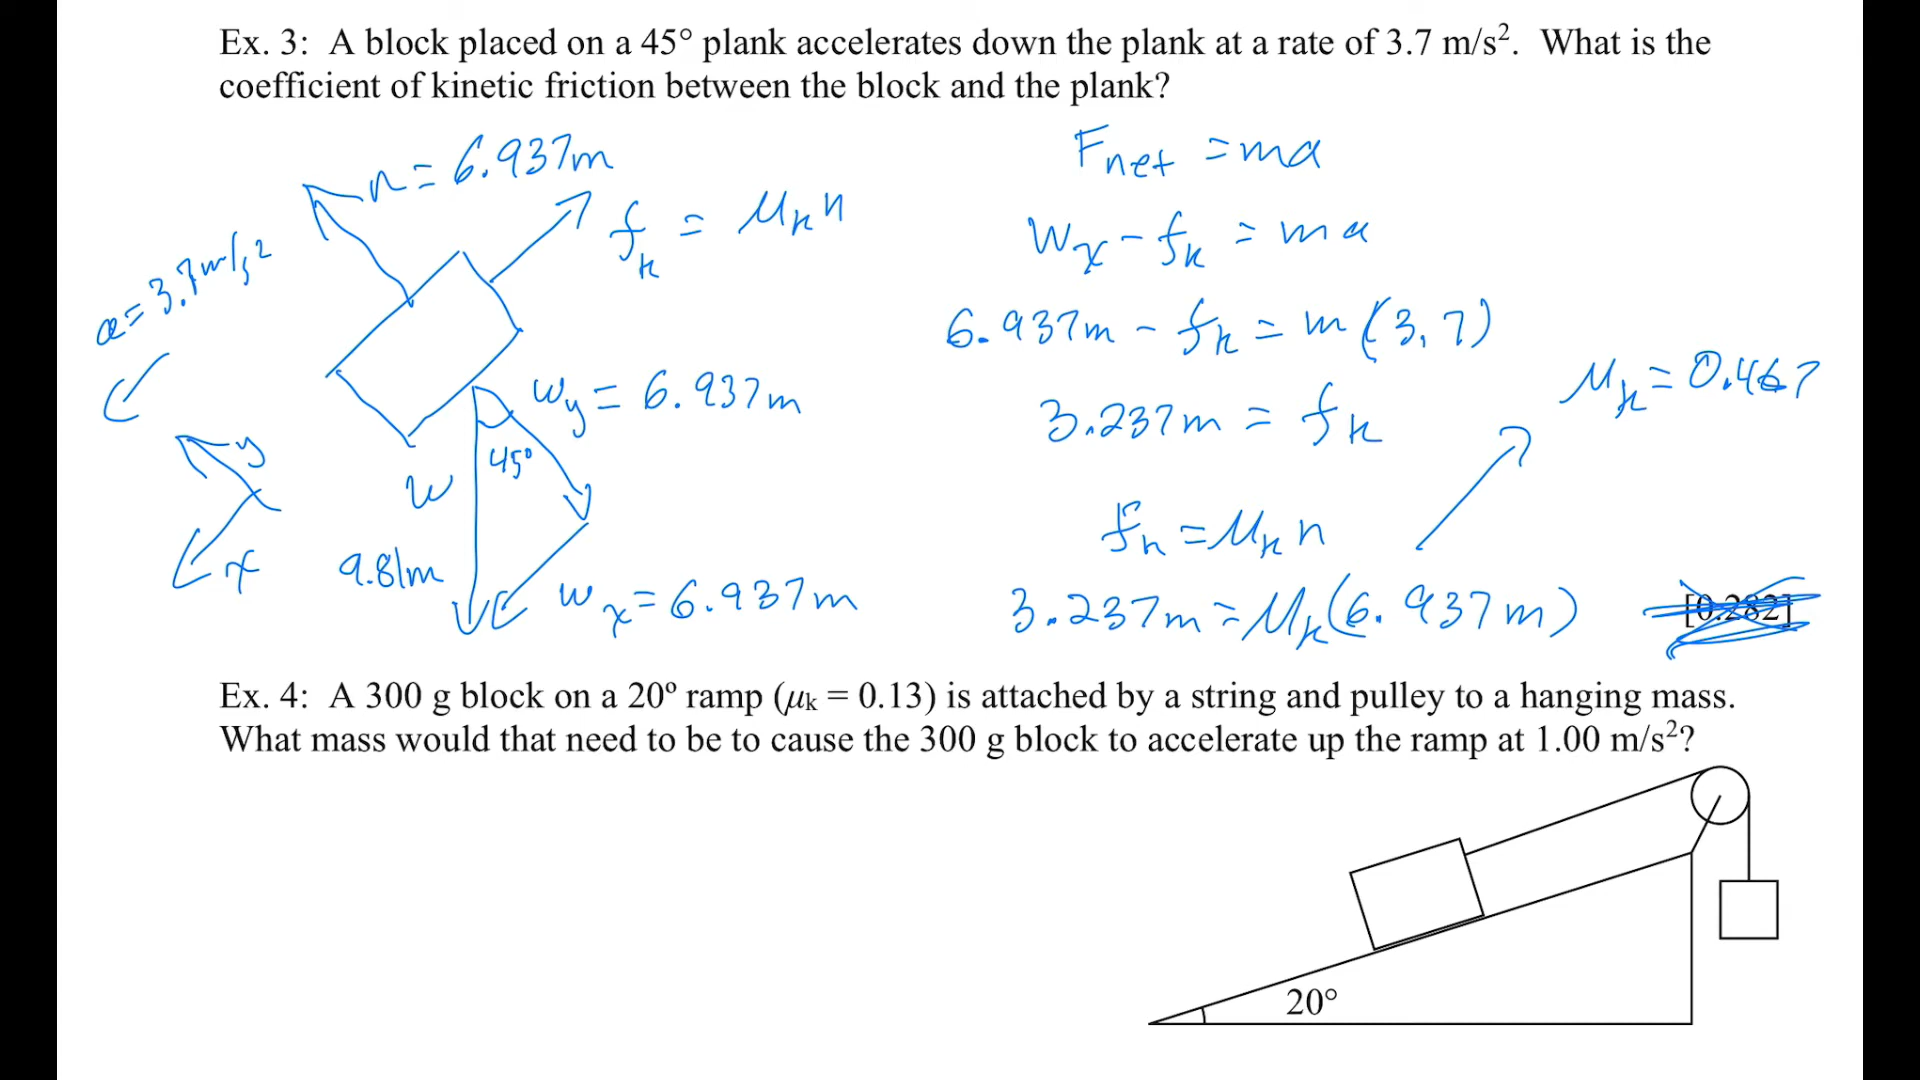 Ex. 3: A block placed on a 45° plank accelerates down the plank at a rate of 3.7 m/s². What is the
coefficient of kinetic friction between the block and the plank?
n = 6.937m
fk = μk n
a = 3.7 m/s²
wy = 6.937m
45°
w
y
x
9.81m
wx = 6.937m
Fnet = ma
wx - fk = ma
6.937m - fk = m(3.7)
3.237m = fk
μk = 0.467
fk = μk n
3.237m = μk(6.937m)
[0.282]
Ex. 4: A 300 g block on a 20° ramp (μk = 0.13) is attached by a string and pulley to a hanging mass.
What mass would that need to be to cause the 300 g block to accelerate up the ramp at 1.00 m/s²?
20°